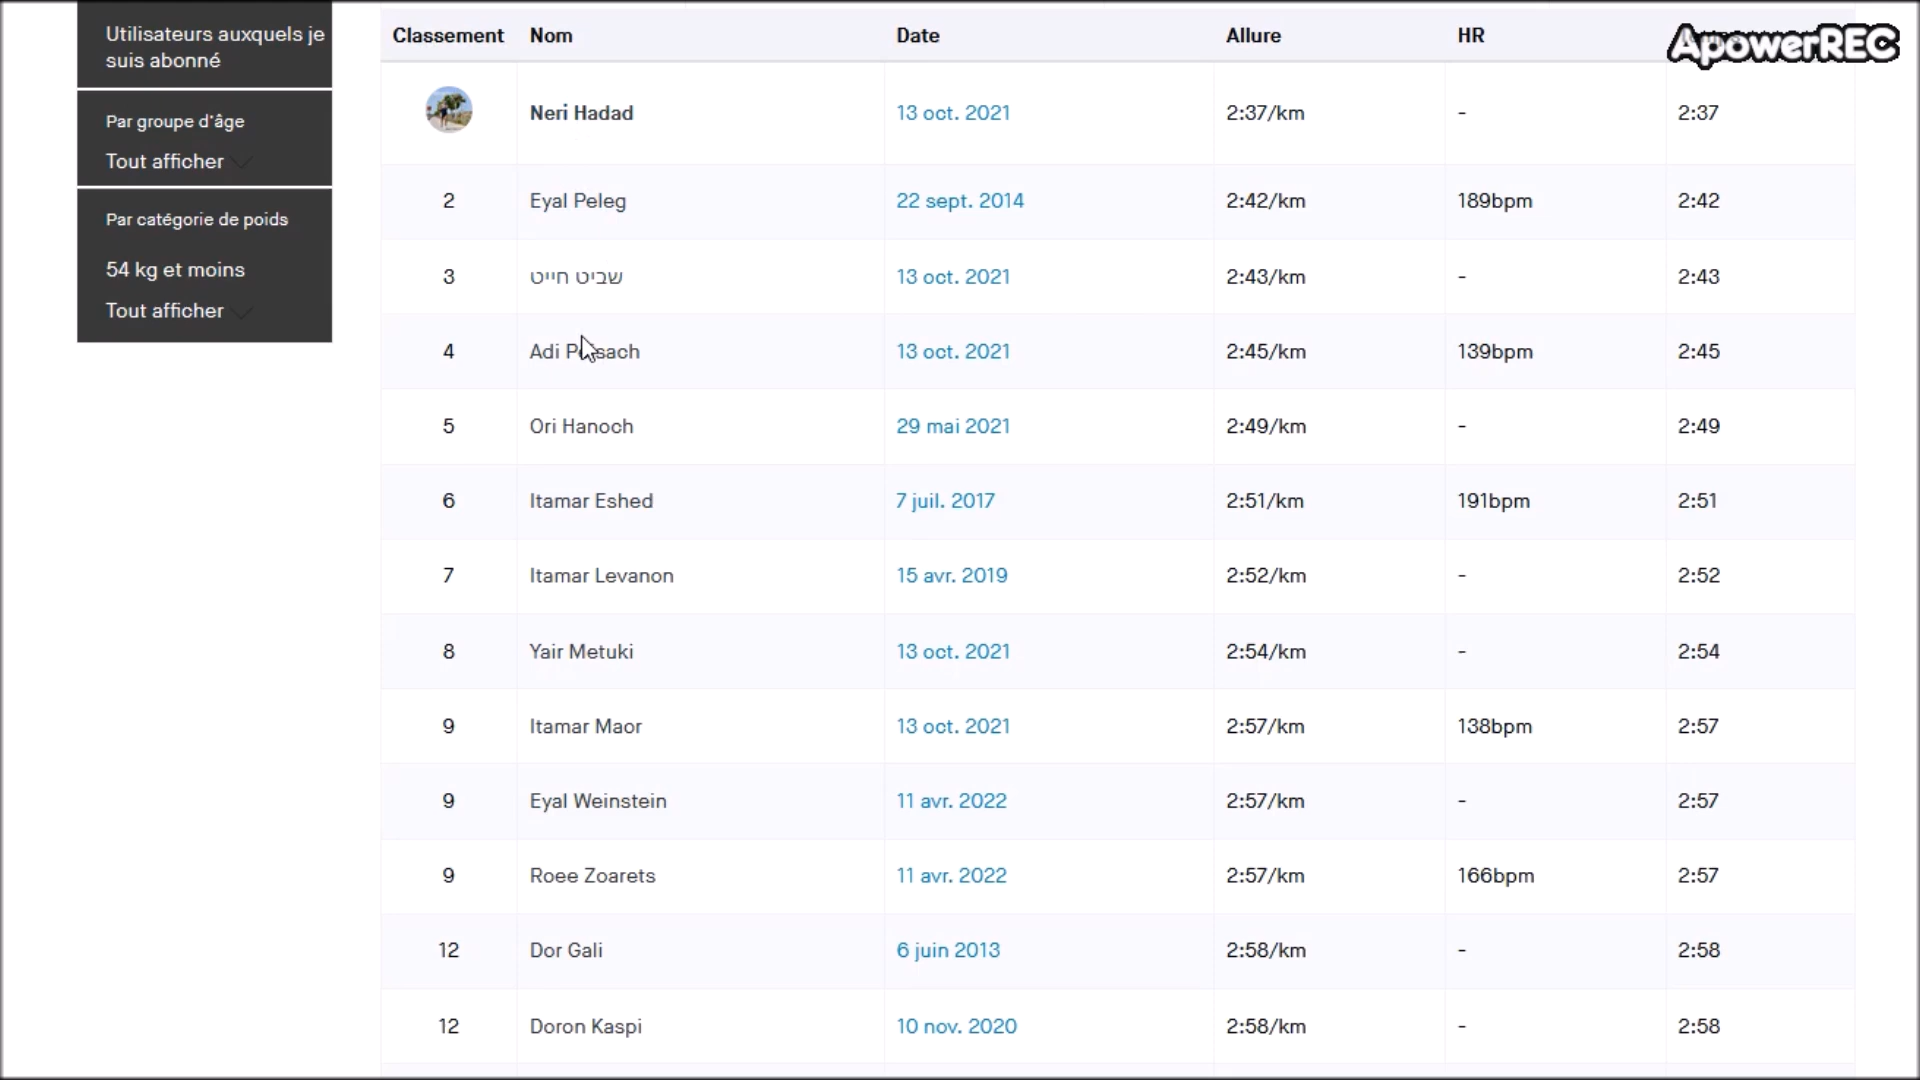 Utilisateurs auxquels je
suis abonné
Par groupe d'âge
Tout afficher
Par catégorie de poids
54 kg et moins
Tout afficher
Classement Nom Date Allure HR
ApowerREC
Neri Hadad 13 oct. 2021 2:37/km - 2:37
2 Eyal Peleg 22 sept. 2014 2:42/km 189bpm 2:42
3 שביט חייט 13 oct. 2021 2:43/km - 2:43
4 Adi 13 oct. 2021 2:45/km 139bpm 2:45
5 Ori Hanoch 29 mai 2021 2:49/km - 2:49
6 Itamar Eshed 7 juil. 2017 2:51/km 191bpm 2:51
7 Itamar Levanon 15 avr. 2019 2:52/km - 2:52
8 Yair Metuki 13 oct. 2021 2:54/km - 2:54
9 Itamar Maor 13 oct. 2021 2:57/km 138bpm 2:57
9 Eyal Weinstein 11 avr. 2022 2:57/km - 2:57
9 Roee Zoarets 11 avr. 2022 2:57/km 166bpm 2:57
12 Dor Gali 6 juin 2013 2:58/km - 2:58
12 Doron Kaspi 10 nov. 2020 2:58/km - 2:58